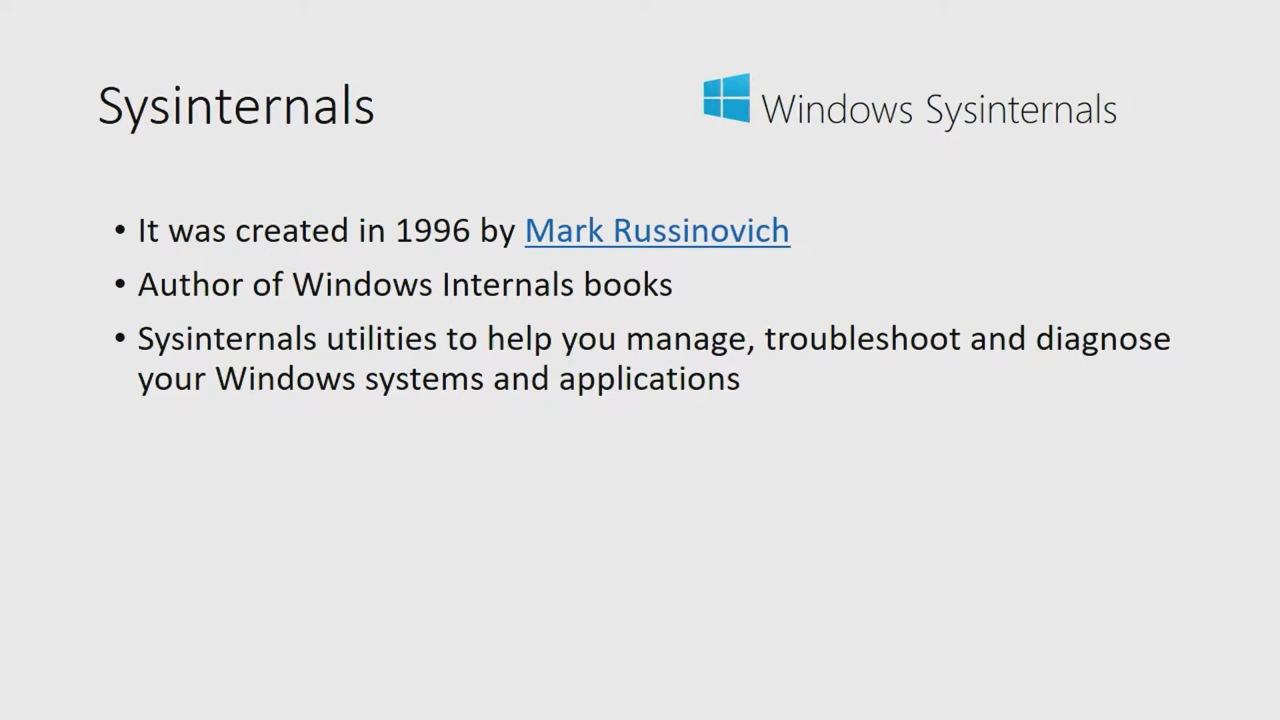 Sysinternals
Windows Sysinternals
• It was created in 1996 by Mark Russinovich
• Author of Windows Internals books
• Sysinternals utilities to help you manage, troubleshoot and diagnose
your Windows systems and applications